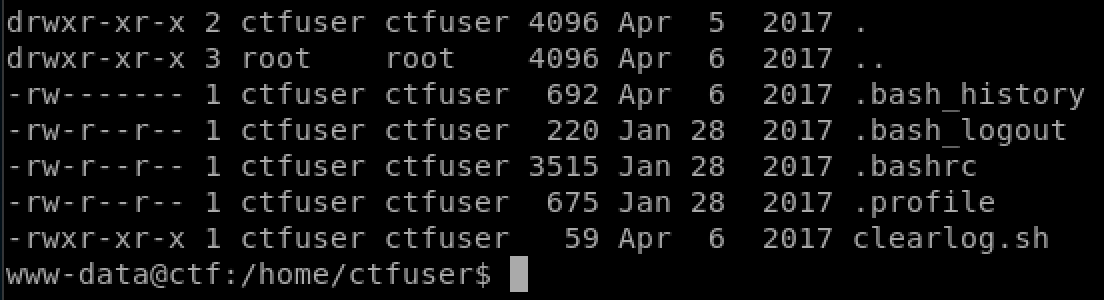 drwxr-xr-x 2 ctfuser ctfuser 4096 Apr  5  2017 .
drwxr-xr-x 3 root    root    4096 Apr  6  2017 ..
-rw------- 1 ctfuser ctfuser  692 Apr  6  2017 .bash_history
-rw-r--r-- 1 ctfuser ctfuser  220 Jan 28  2017 .bash_logout
-rw-r--r-- 1 ctfuser ctfuser 3515 Jan 28  2017 .bashrc
-rw-r--r-- 1 ctfuser ctfuser  675 Jan 28  2017 .profile
-rwxr-xr-x 1 ctfuser ctfuser   59 Apr  6  2017 clearlog.sh
www-data@ctf:/home/ctfuser$